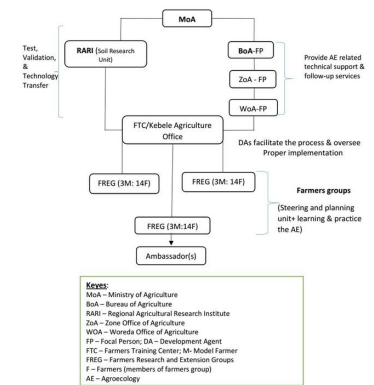 MoA
Test,
Validation,
&
Technology
Transfer
RARI (Soil Research
Unit)
BoA-FP
ZoA - FP
WoA-FP
Provide AE related
technical support &
follow-up services
FTC/Kebele Agriculture
Office
DAs facilitate the process & oversee
Proper implementation
FREG (3M: 14F)
FREG (3M: 14F)
Farmers groups
(Steering and planning
unit+ learning & practice
the AE)
FREG (3M:14F)
Ambassador(s)
Keyes:
MoA – Ministry of Agriculture
BoA – Bureau of Agriculture
RARI – Regional Agricultural Research Institute
ZoA – Zone Office of Agriculture
WOA – Woreda Office of Agriculture
FP – Focal Person; DA – Development Agent
FTC – Farmers Training Center; M- Model Farmer
FREG – Farmers Research and Extension Groups
F – Farmers (members of farmers group)
AE – Agroecology